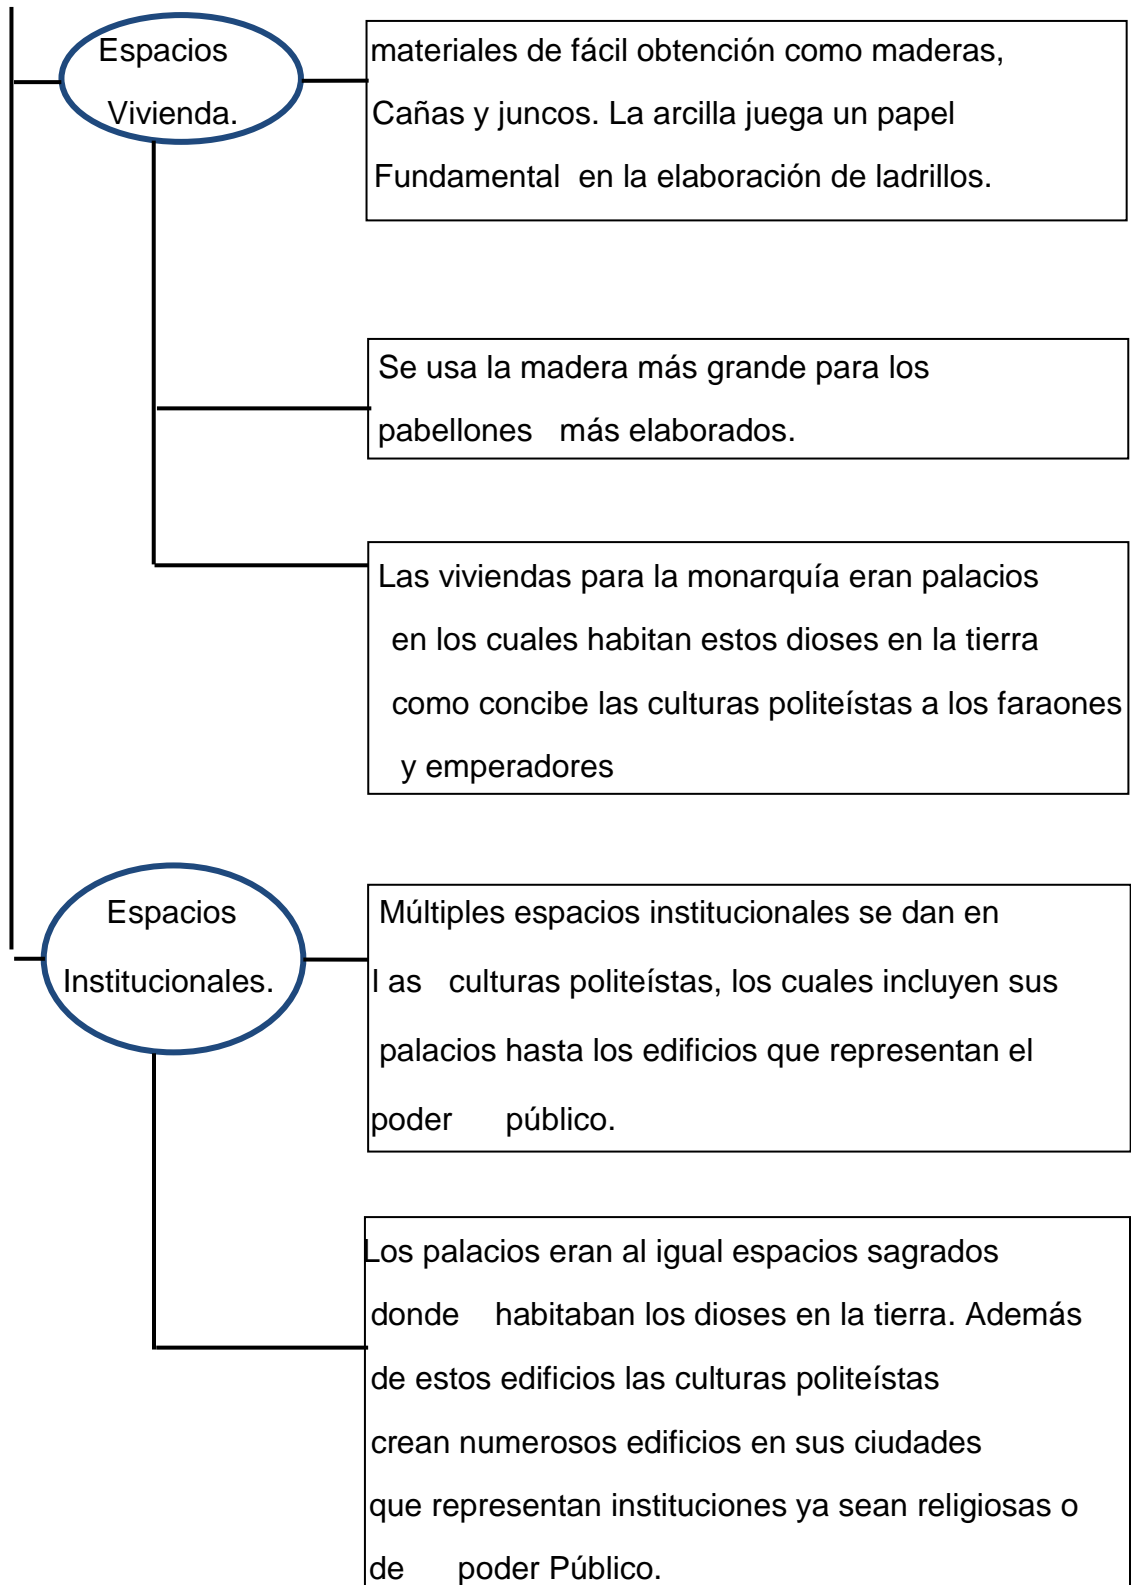 Espacios
Vivienda.
materiales de fácil obtención como maderas,
Cañas y juncos. La arcilla juega un papel
Fundamental en la elaboración de ladrillos.
Se usa la madera más grande para los
pabellones más elaborados.
Las viviendas para la monarquía eran palacios
en los cuales habitan estos dioses en la tierra
como concibe las culturas politeístas a los faraones
y emperadores
Espacios
Institucionales.
Múltiples espacios institucionales se dan en
l as culturas politeístas, los cuales incluyen sus
palacios hasta los edificios que representan el
poder público.
Los palacios eran al igual espacios sagrados
donde habitaban los dioses en la tierra. Además
de estos edificios las culturas politeístas
crean numerosos edificios en sus ciudades
que representan instituciones ya sean religiosas o
de poder Público.